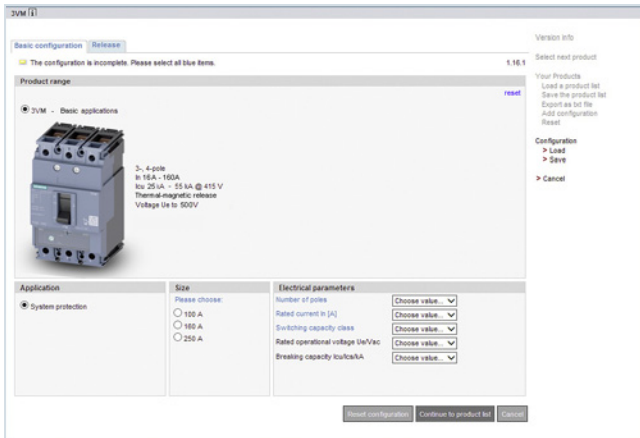 3VM i
Version info
Basic configuration Release
Select next product
The configuration is incomplete. Please select all blue items. 1.16.1
Product range
Your Products
Load a product list
Save the product list
Export as txt file
Add configuration
Reset
reset
3VM - Basic applications
Configuration
> Load
> Save
> Cancel
3-, 4-pole
In 16A - 160A
Icu 25 kA - 55 kA @ 415 V
Thermal-magnetic release
Voltage Ue to 500V
Application
System protection
Size
Please choose:
100 A
160 A
250 A
Electrical parameters
Number of poles Choose value...
Rated current In [A] Choose value...
Switching capacity class Choose value...
Rated operational voltage Ue/Vac Choose value...
Breaking capacity Icu/Ics/kA Choose value...
Reset configuration Continue to product list Cancel